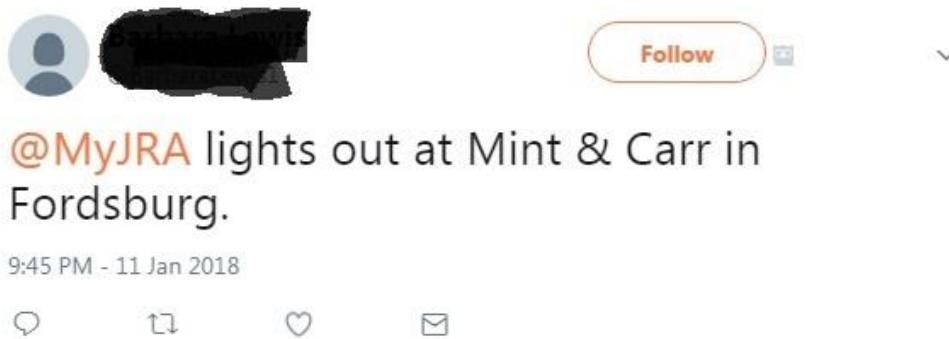 Follow
@MyJRA lights out at Mint & Carr in
Fordsburg.
9:45 PM - 11 Jan 2018